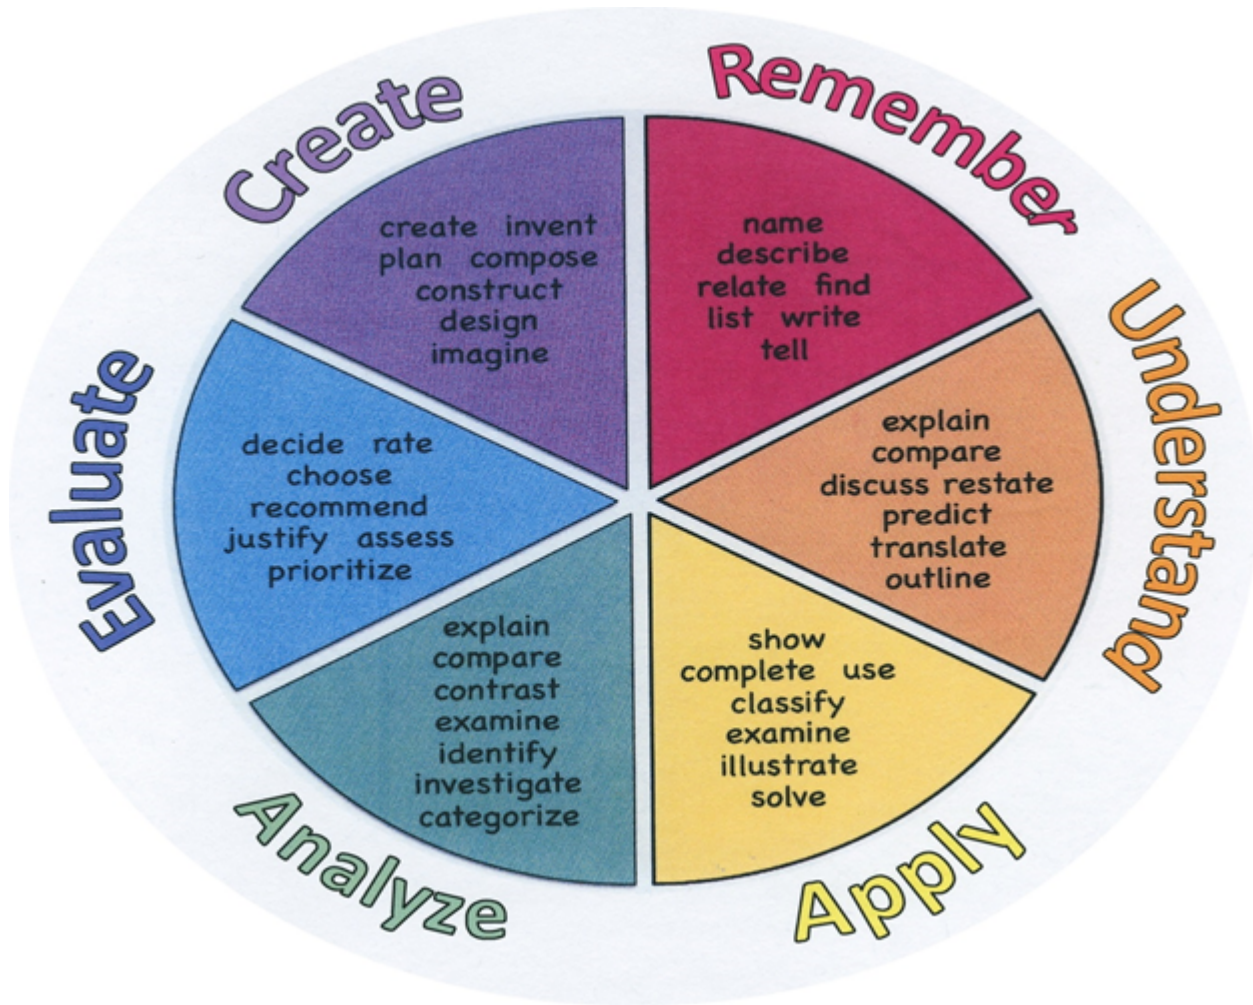 Remember
name
describe
relate find
list write
tell
Understand
explain
compare
discuss restate
predict
translate
outline
Apply
show
complete use
classify
examine
illustrate
solve
Analyze
explain
compare
contrast
examine
identify
investigate
categorize
Evaluate
decide rate
choose
recommend
justify assess
prioritize
Create
create invent
plan compose
construct
design
imagine